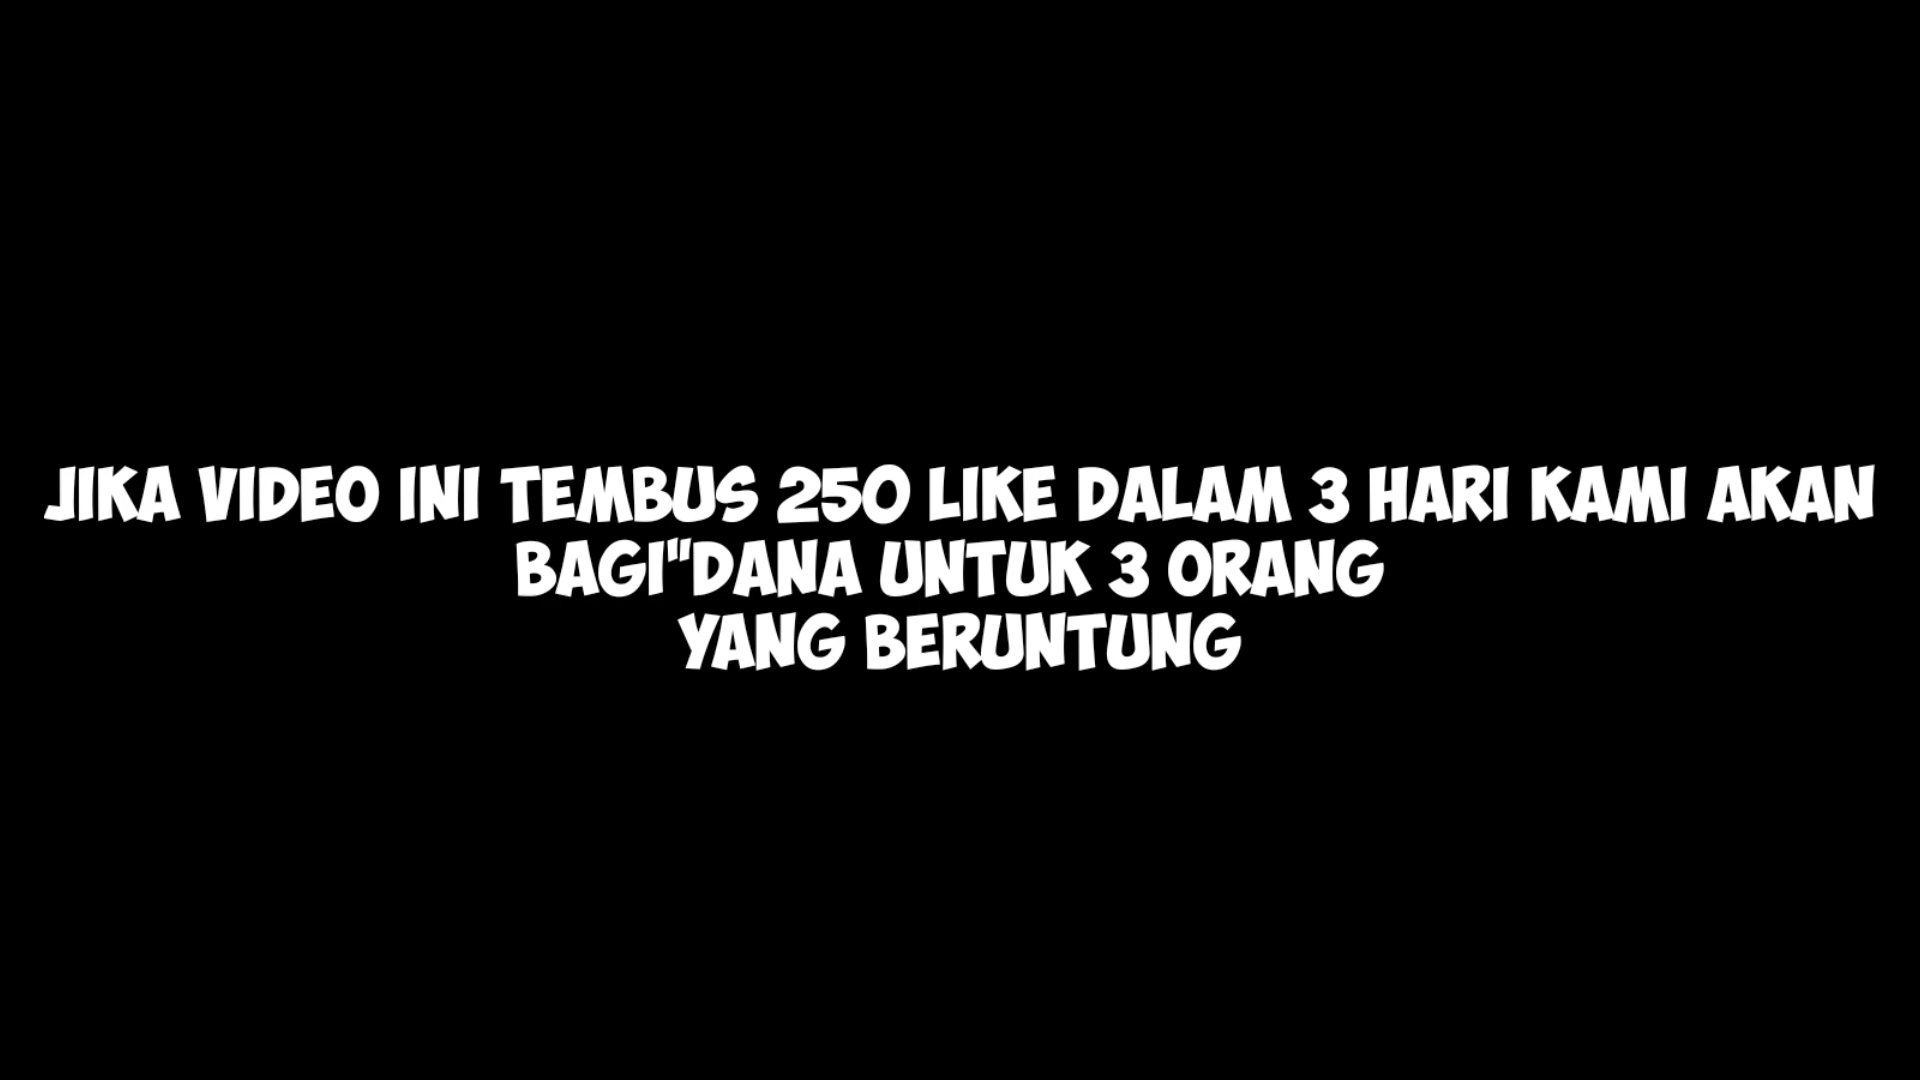 JIKA VIDEO INI TEMBUS 250 LIKE DALAM 3 HARI KAMI AKAN
BAGI"DANA UNTUK 3 ORANG
YANG BERUNTUNG